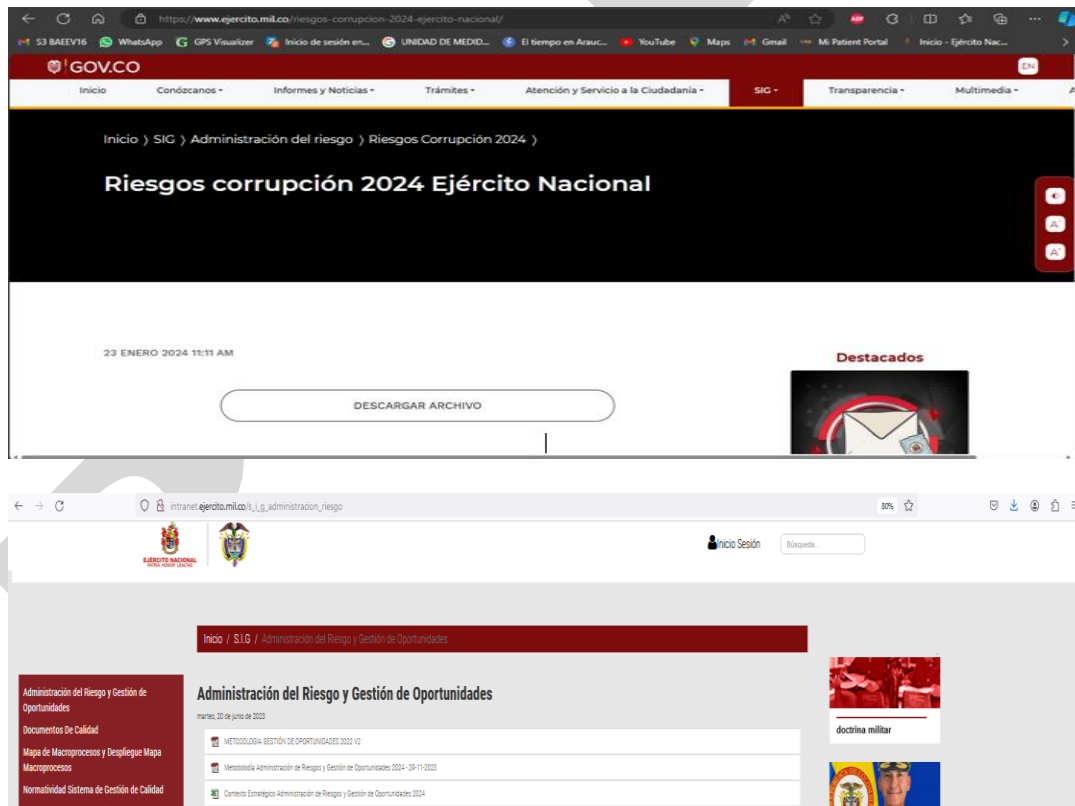 https://www.ejercito.mil.co/riesgos-corrupcion-2024-ejercito-nacional/
S3 BAEEV16 WhatsApp GPS Visualizer Inicio de sesión en... UNIDAD DE MEDID... El tiempo en Arauc... YouTube Maps Gmail Mi Patient Portal Inicio - Ejército Nac...
GOV.CO EN
Inicio Conózcanos Informes y Noticias Trámites Atención y Servicio a la Ciudadanía SIG Transparencia Multimedia A
Inicio > SIG > Administración del riesgo > Riesgos Corrupción 2024 >
Riesgos corrupción 2024 Ejército Nacional
A
A
23 ENERO 2024 11:11 AM
Destacados
DESCARGAR ARCHIVO
intranet.ejercito.mil.co/s_i_g_administracion_riesgo 80%
EJÉRCITO NACIONAL
PATRIA HONOR LEALTAD
Inicio Sesión Búsqueda...
Inicio / S.I.G / Administración del Riesgo y Gestión de Oportunidades
Administración del Riesgo y Gestión de
Oportunidades
Documentos De Calidad
Mapa de Macroprocesos y Despliegue Mapa
Macroprocesos
Normatividad Sistema de Gestión de Calidad
Administración del Riesgo y Gestión de Oportunidades
martes, 20 de junio de 2023
METODOLOGIA GESTIÓN DE OPORTUNIDADES 2022 V2
Metodología Administración de Riesgos y Gestión de Oportunidades 2024 - 29-11-2023
Contexto Estratégico Administración de Riesgos y Gestión de Oportunidades 2024
doctrina militar